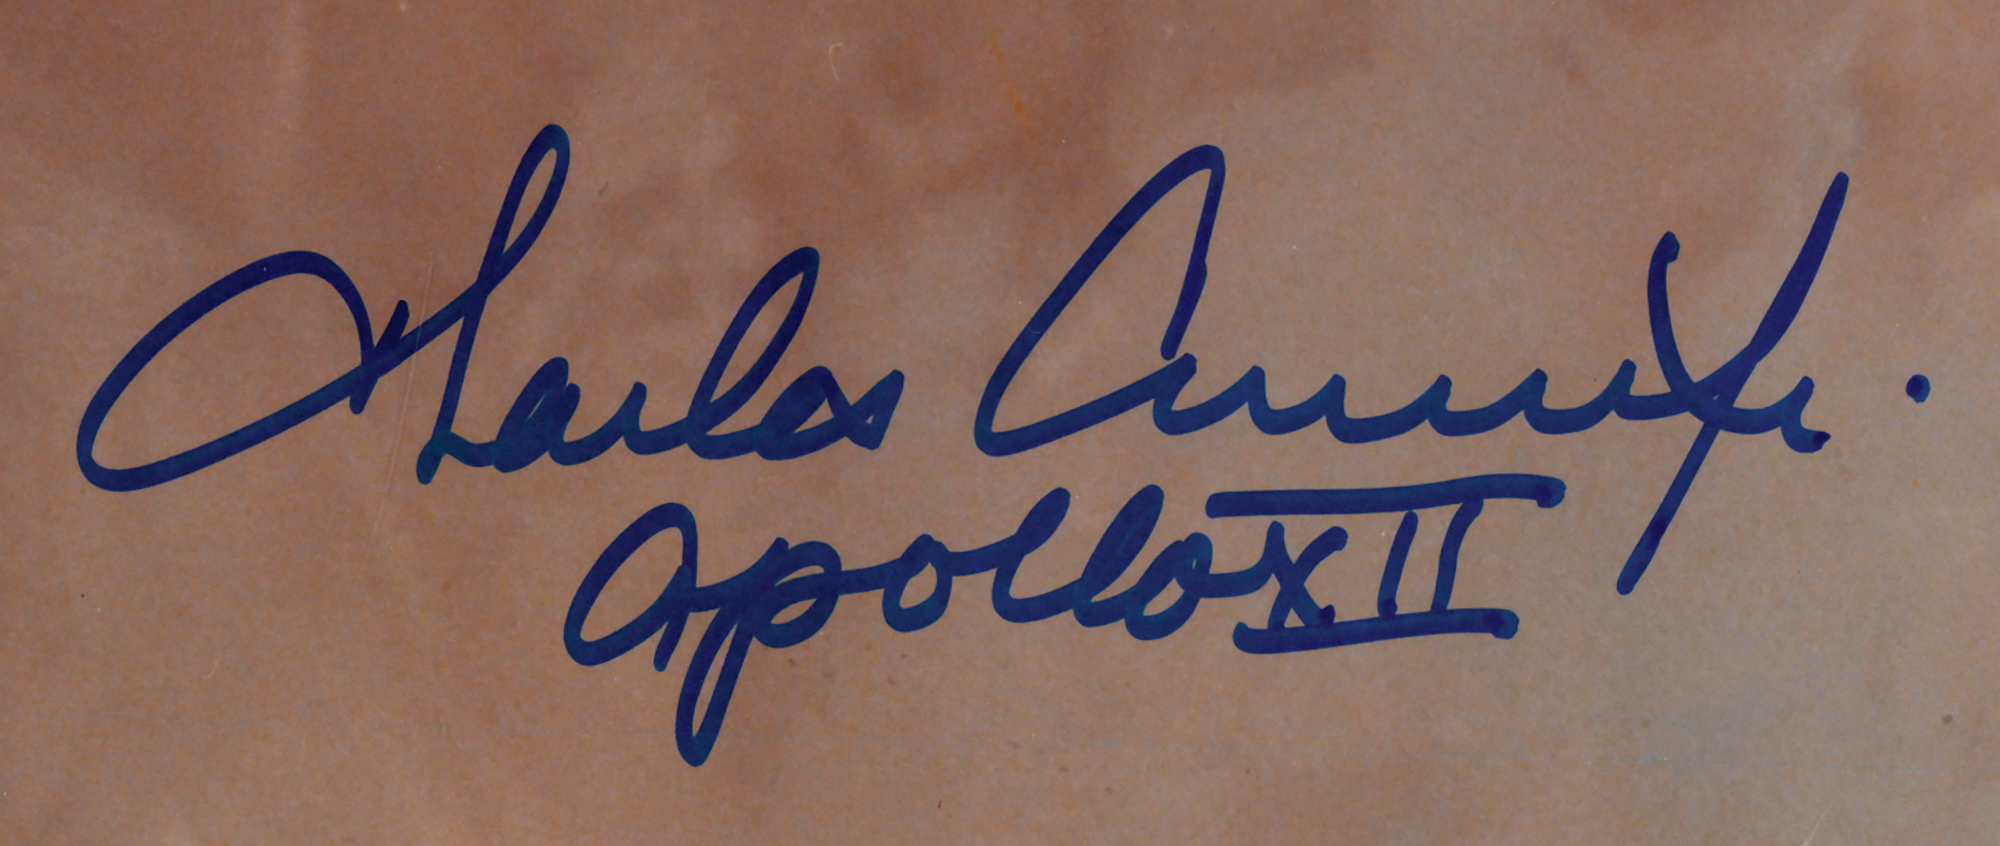 Charles Conrad Jr.
Apollo XII